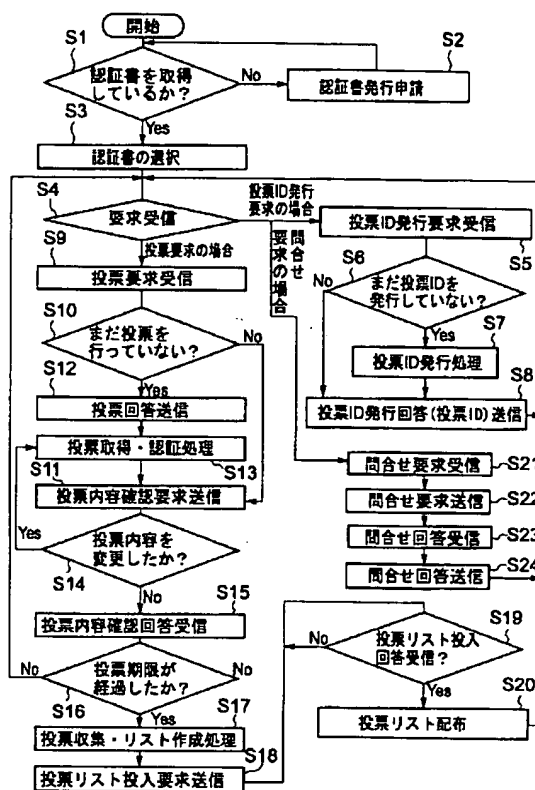 開始
S1
認証書を取得
しているか?
No
S2
認証書発行申請
Yes
S3
認証書の選択
S4
要求受信
投票ID発行
要求の場合
投票ID発行要求受信
S5
投票要求の場合
問合せ
要求の場合
S9
投票要求受信
S6
まだ投票IDを
発行していない?
No
Yes
S7
投票ID発行処理
S8
投票ID発行回答(投票ID)送信
S10
まだ投票を
行っていない?
No
Yes
S12
投票回答送信
投票取得・認証処理
S13
S11
投票内容確認要求送信
問合せ要求受信
S21
問合せ要求送信
S22
問合せ回答受信
S23
問合せ回答送信
S24
Yes
投票内容を
変更したか?
S14
No
S15
投票内容確認回答受信
No
投票期限が
経過したか?
No
S16
Yes
S17
投票収集・リスト作成処理
S18
投票リスト投入要求送信
No
投票リスト投入
回答受信?
S19
Yes
S20
投票リスト配布